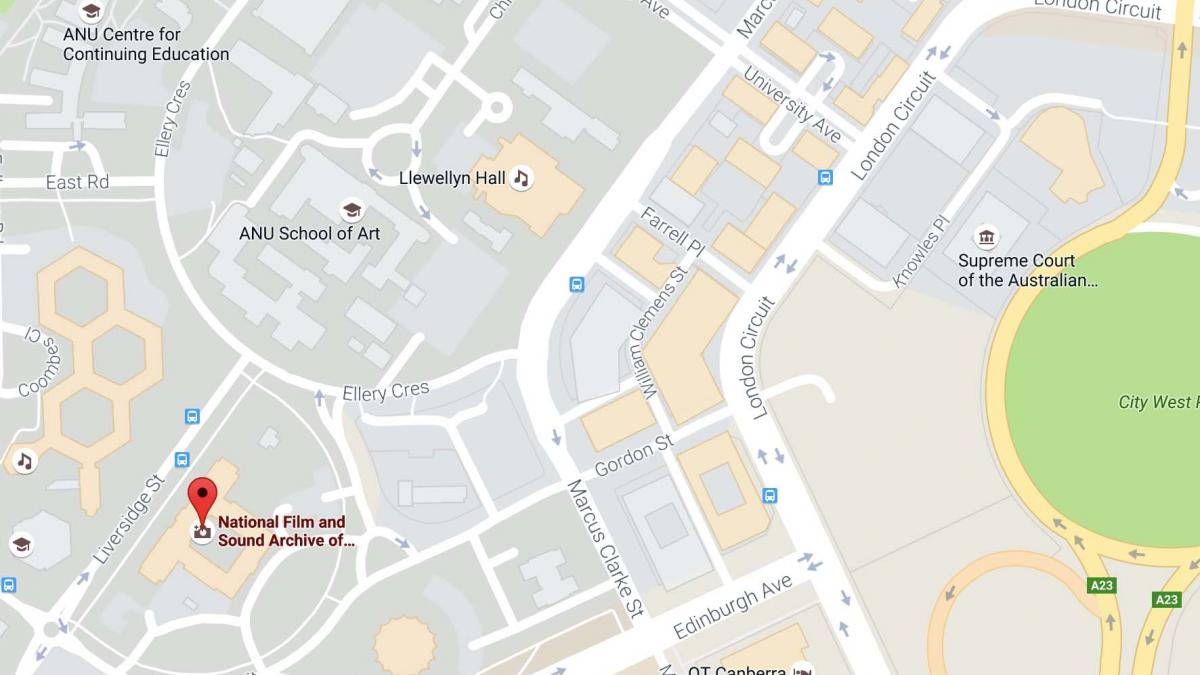 London Circuit
ANU Centre for
Continuing Education
Ave
University Ave
London Circuit
Ellery Cres
East Rd
Llewellyn Hall
ANU School of Art
Farrell Pl
Knowles Pl
Supreme Court
of the Australian...
William Clemens St
London Circuit
Coombes Cl
Ellery Cres
City West
Gordon St
Liversidge St
Marcus Clarke St
National Film and
Sound Archive of...
Edinburgh Ave
A23
A23
QT Canberra